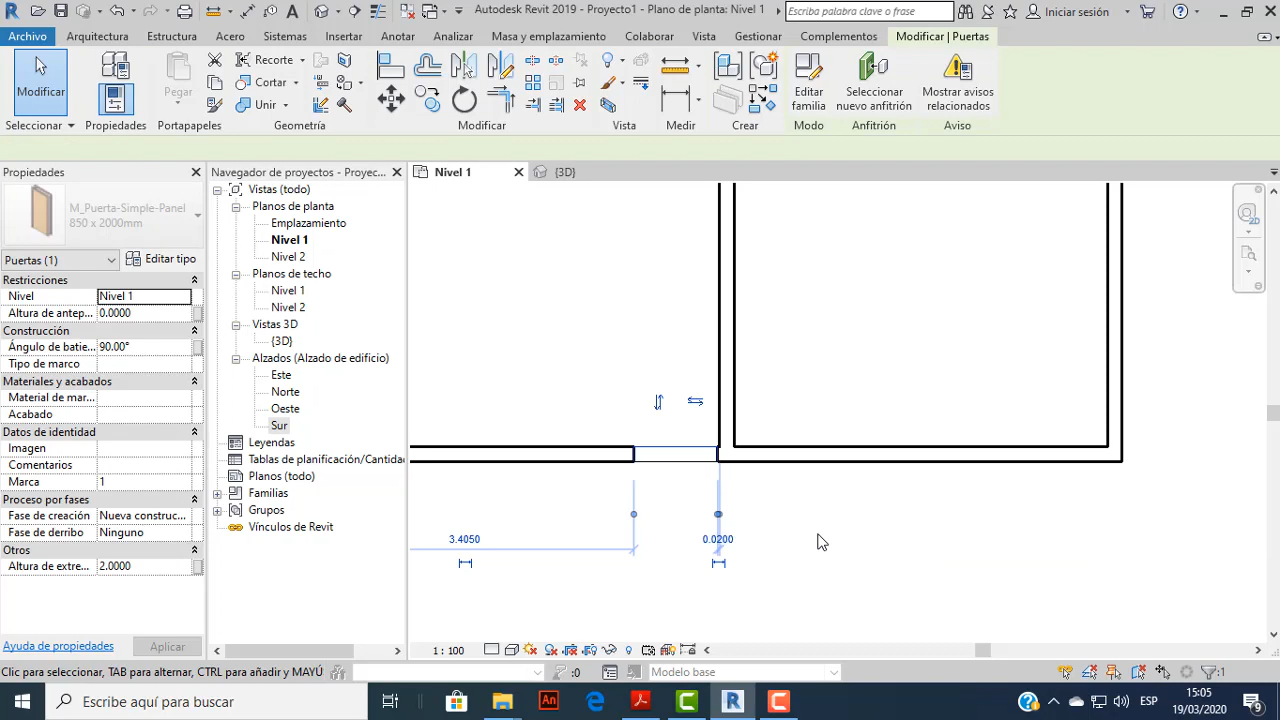 Autodesk Revit 2019 - Proyecto1 - Plano de planta: Nivel 1
Escriba palabra clave o frase
Iniciar sesión
Archivo Arquitectura Estructura Acero Sistemas Insertar Anotar Analizar Masa y emplazamiento Colaborar Vista Gestionar Complementos Modificar | Puertas
Modificar
Pegar
Recorte
Cortar
Unir
Editar familia
Seleccionar nuevo anfitrión
Mostrar avisos relacionados
Seleccionar Propiedades Portapapeles Geometría Modificar Vista Medir Crear Modo Anfitrión Aviso
Propiedades
M_Puerta-Simple-Panel
850 x 2000mm
Puertas (1)
Editar tipo
Restricciones
Nivel Nivel 1
Altura de antep... 0.0000
Construcción
Ángulo de batie... 90.00°
Tipo de marco
Materiales y acabados
Material de mar...
Acabado
Datos de identidad
Imagen
Comentarios
Marca 1
Proceso por fases
Fase de creación Nueva construc...
Fase de derribo Ninguno
Otros
Altura de extre... 2.0000
Ayuda de propiedades
Aplicar
Navegador de proyectos - Proyec...
Vistas (todo)
Planos de planta
Emplazamiento
Nivel 1
Nivel 2
Planos de techo
Nivel 1
Nivel 2
Vistas 3D
{3D}
Alzados (Alzado de edificio)
Este
Norte
Oeste
Sur
Leyendas
Tablas de planificación/Cantida
Planos (todo)
Familias
Grupos
Vínculos de Revit
Nivel 1
{3D}
2D
3.4050
0.0200
1 : 100
Clic para seleccionar, TAB para alternar, CTRL para añadir y MAYÚ
:0
Modelo base
:1
Escribe aquí para buscar
An
ESP
15:05
19/03/2020
9